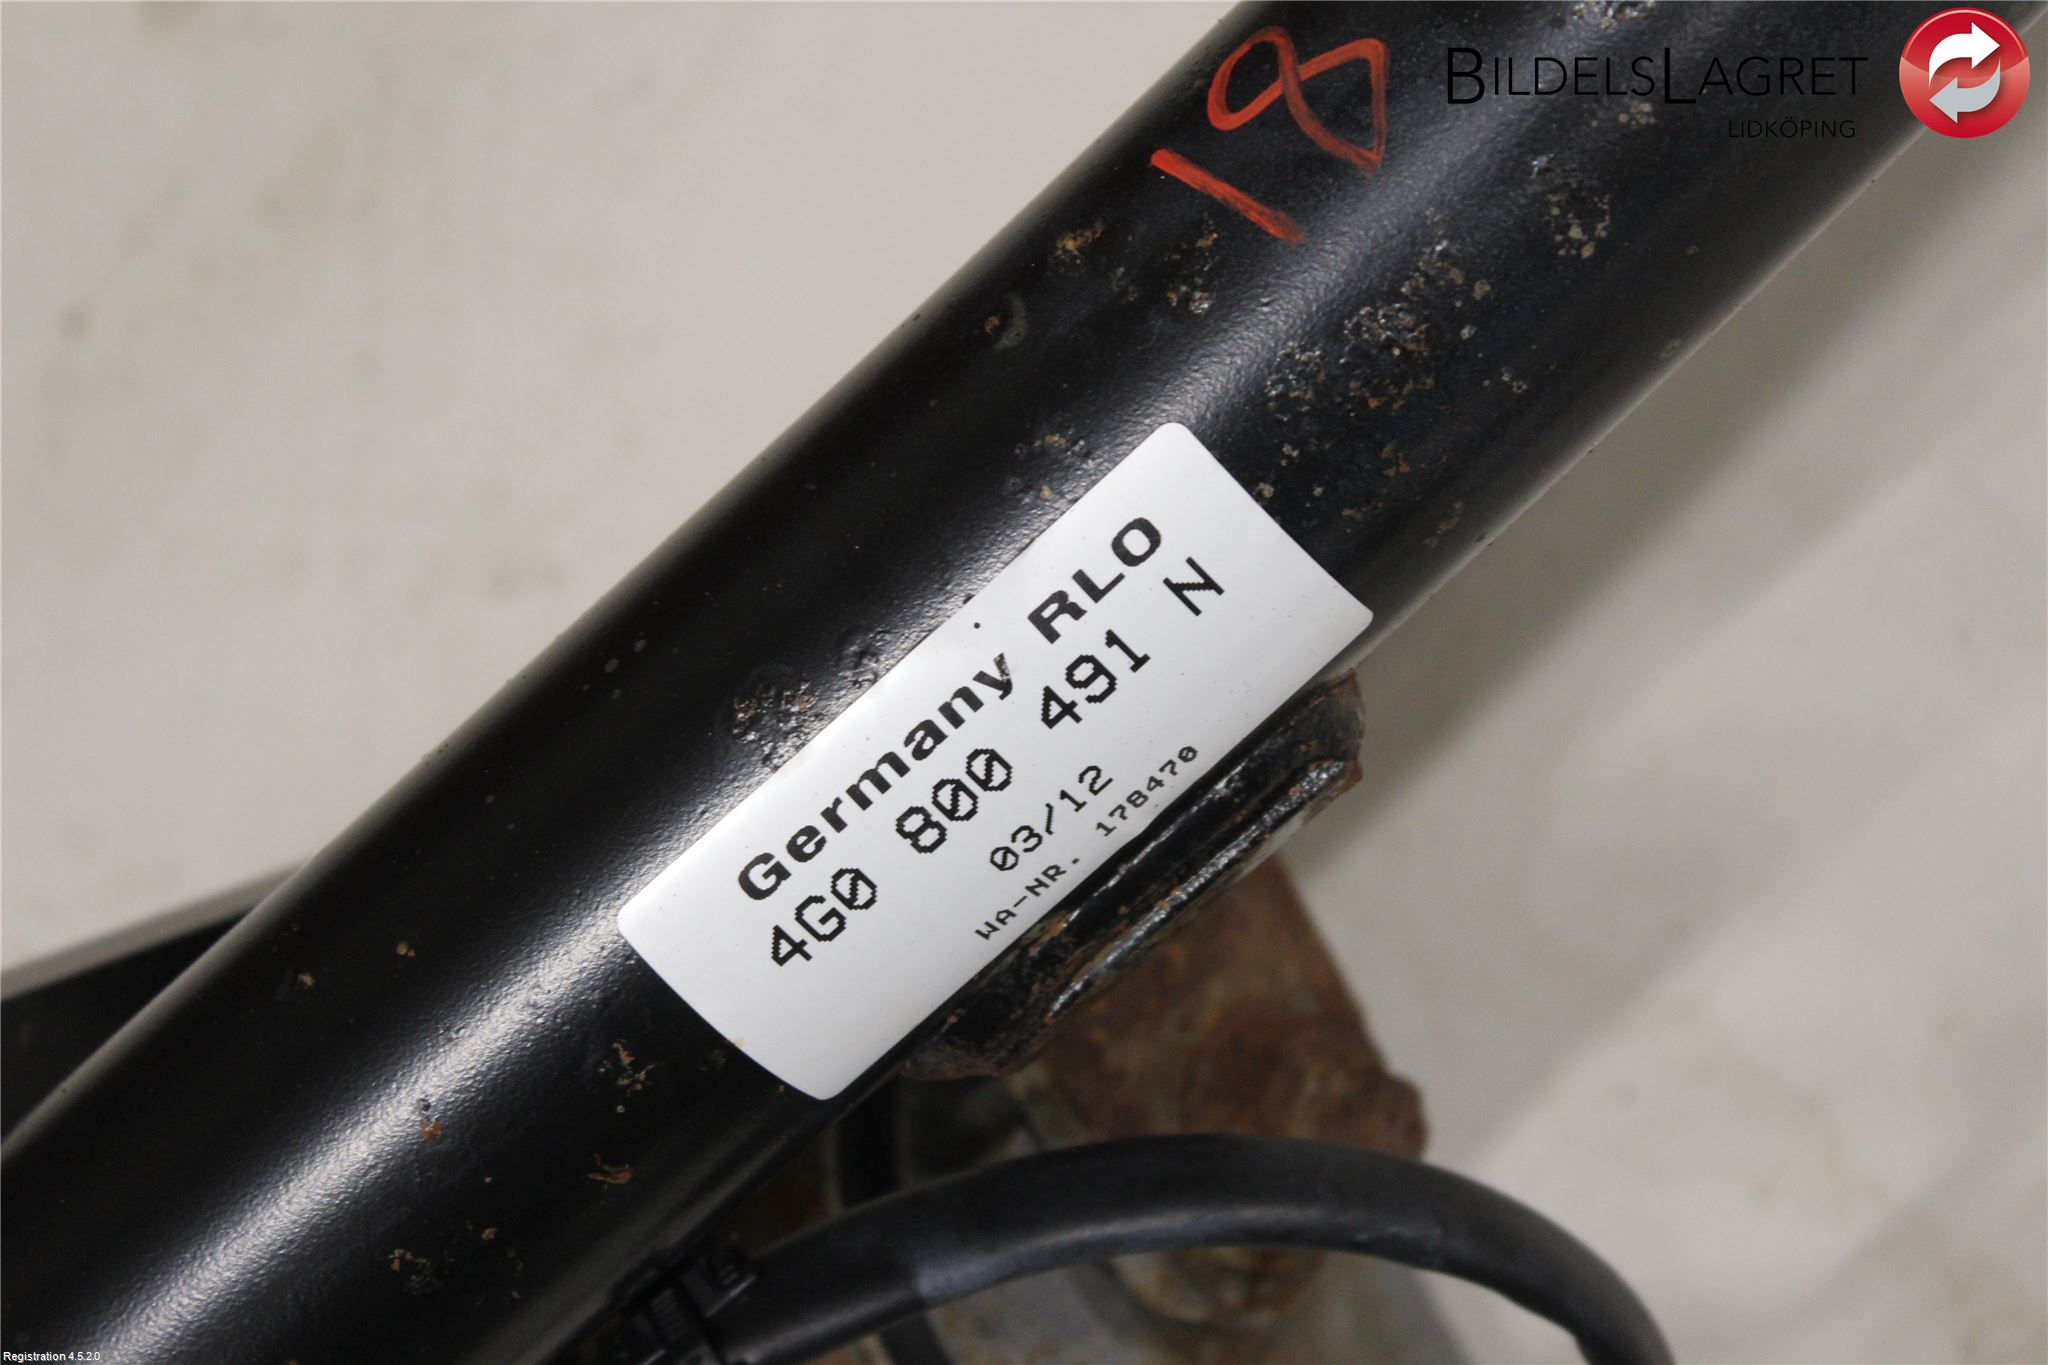 18
BILDELSLAGRET
LIDKÖPING
Germany RLO
4G0 800 491 N
03/12
WA-NR. 178470
Registration 4.5.2.0